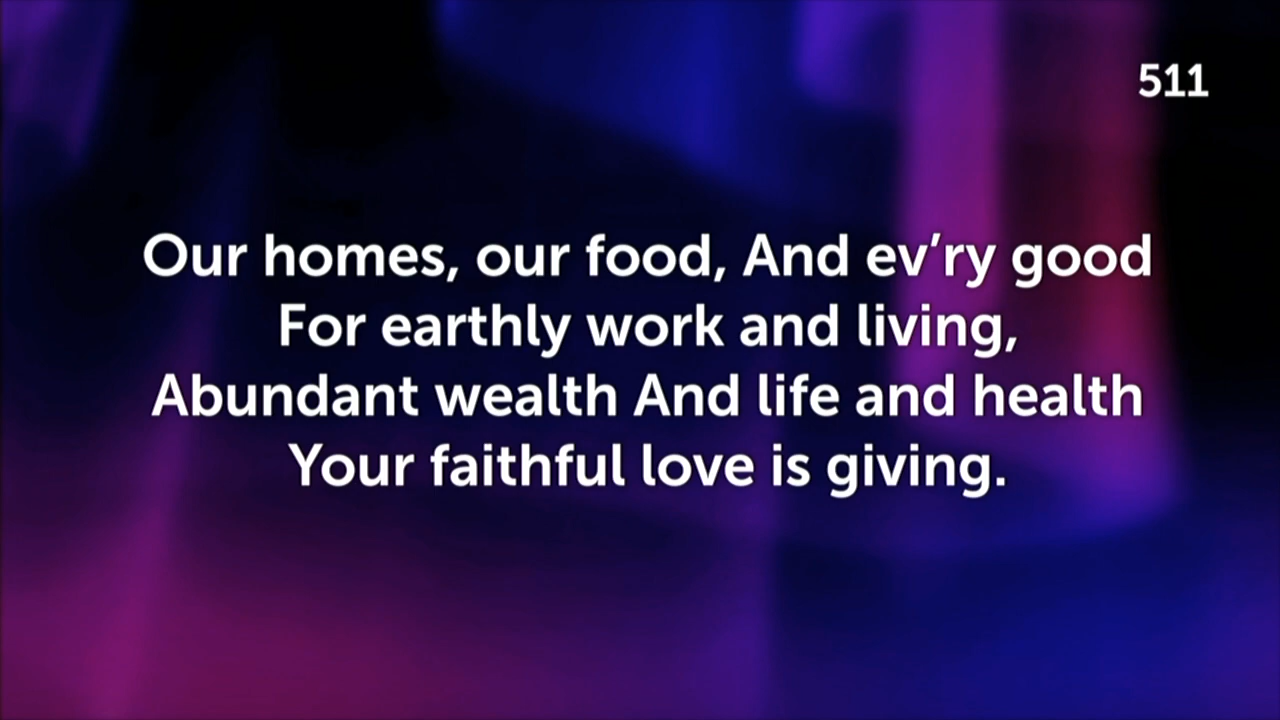 511
Our homes, our food, And ev’ry good
For earthly work and living,
Abundant wealth And life and health
Your faithful love is giving.